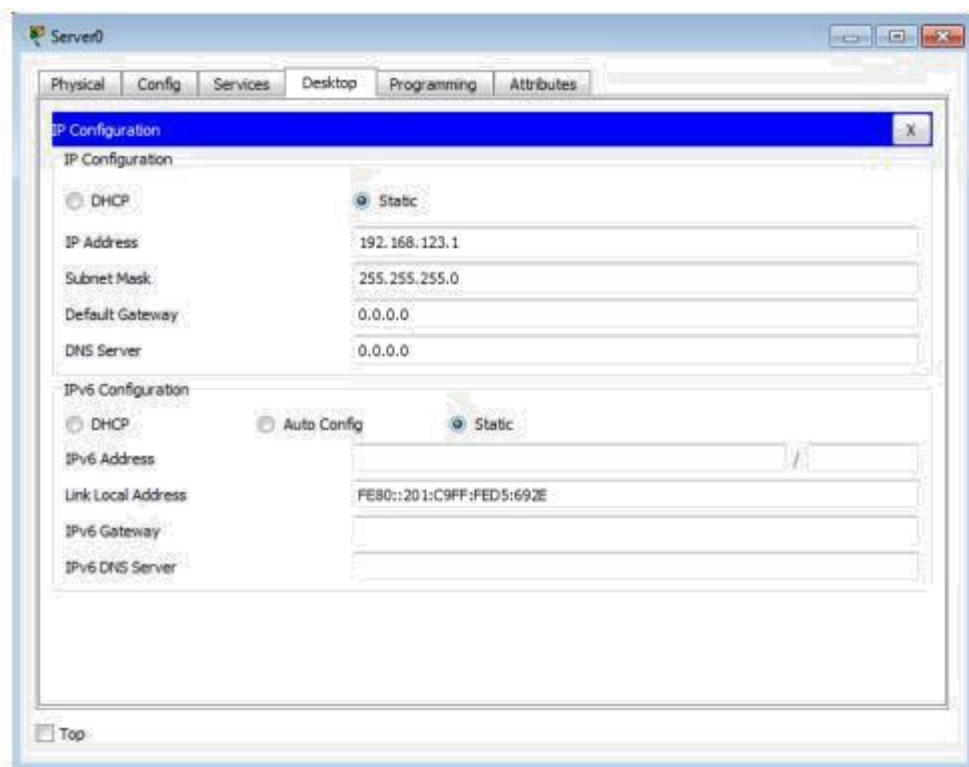 Server0
Physical Config Services Desktop Programming Attributes
IP Configuration X
IP Configuration
DHCP Static
IP Address 192.168.123.1
Subnet Mask 255.255.255.0
Default Gateway 0.0.0.0
DNS Server 0.0.0.0
IPv6 Configuration
DHCP Auto Config Static
IPv6 Address /
Link Local Address FE80::201:C9FF:FED5:692E
IPv6 Gateway
IPv6 DNS Server
Top